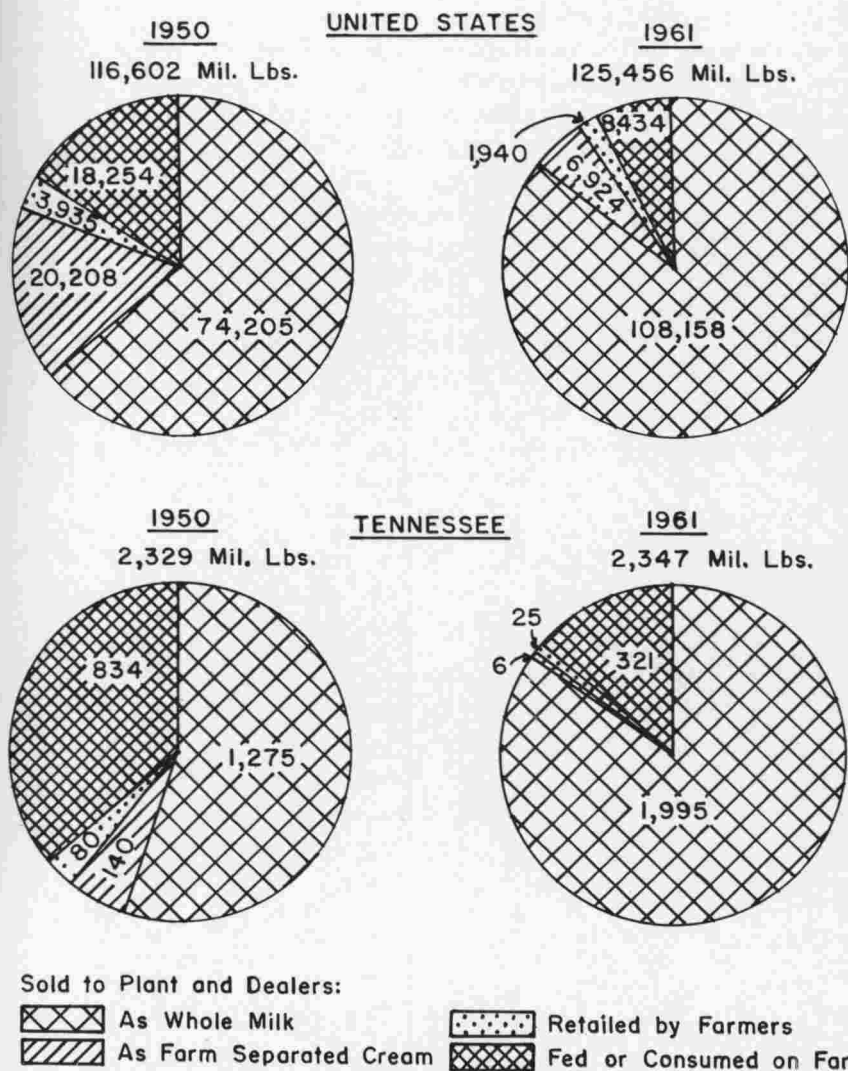 UNITED STATES
1950
116,602 Mil. Lbs.
18,254
3,935
20,208
74,205
1961
125,456 Mil. Lbs.
1,940
8434
6,924
108,158
TENNESSEE
1950
2,329 Mil. Lbs.
834
1,275
80
140
1961
2,347 Mil. Lbs.
25
6
321
1,995
Sold to Plant and Dealers:
As Whole Milk
Retailed by Farmers
As Farm Separated Cream
Fed or Consumed on Far